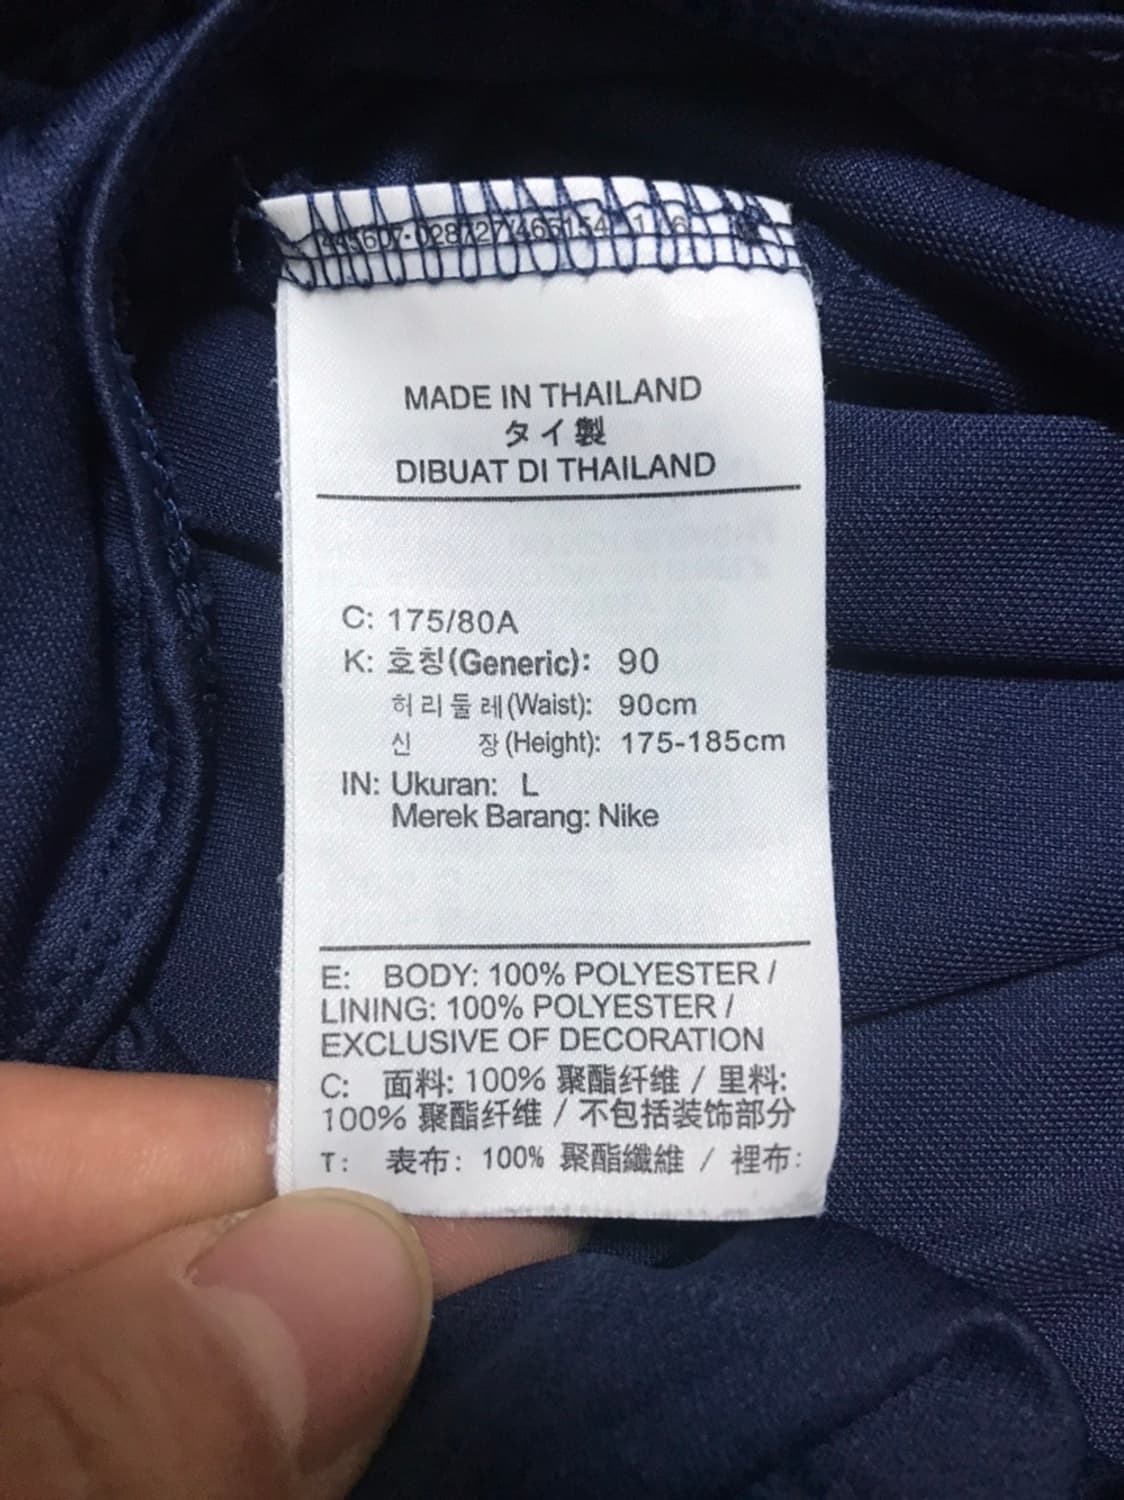 MADE IN THAILAND
タイ製
DIBUAT DI THAILAND
C: 175/80A
K: 호칭(Generic): 90
허리둘레(Waist): 90cm
신 장(Height): 175-185cm
IN: Ukuran: L
Merek Barang: Nike
E: BODY: 100% POLYESTER /
LINING: 100% POLYESTER /
EXCLUSIVE OF DECORATION
C: 面料: 100% 聚酯纤维 / 里料:
100% 聚酯纤维 / 不包括装饰部分
T: 表布: 100% 聚酯纖維 / 裡布: